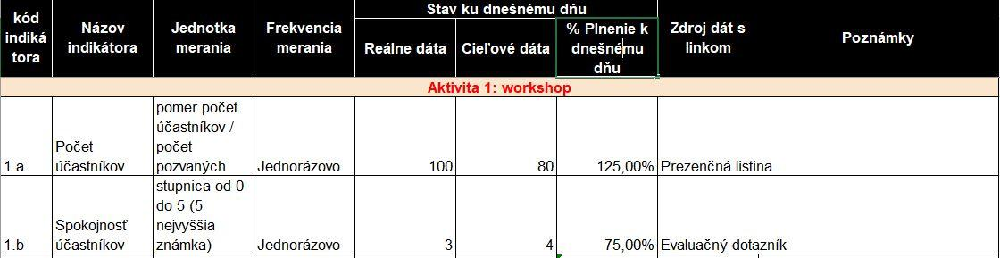 kód indiká tora
Názov indikátora
Jednotka merania
Frekvencia merania
Stav ku dnešnému dňu
Reálne dáta
Cieľové dáta
% Plnenie k dnešnému dňu
Zdroj dát s linkom
Poznámky
Aktivita 1: workshop
1.a
Počet účastníkov
pomer počet účastníkov / počet pozvaných
Jednorázovo
100
80
125,00%
Prezenčná listina
1.b
Spokojnosť účastníkov
stupnica od 0 do 5 (5 nejvyššia známka)
Jednorázovo
3
4
75,00%
Evaluačný dotazník